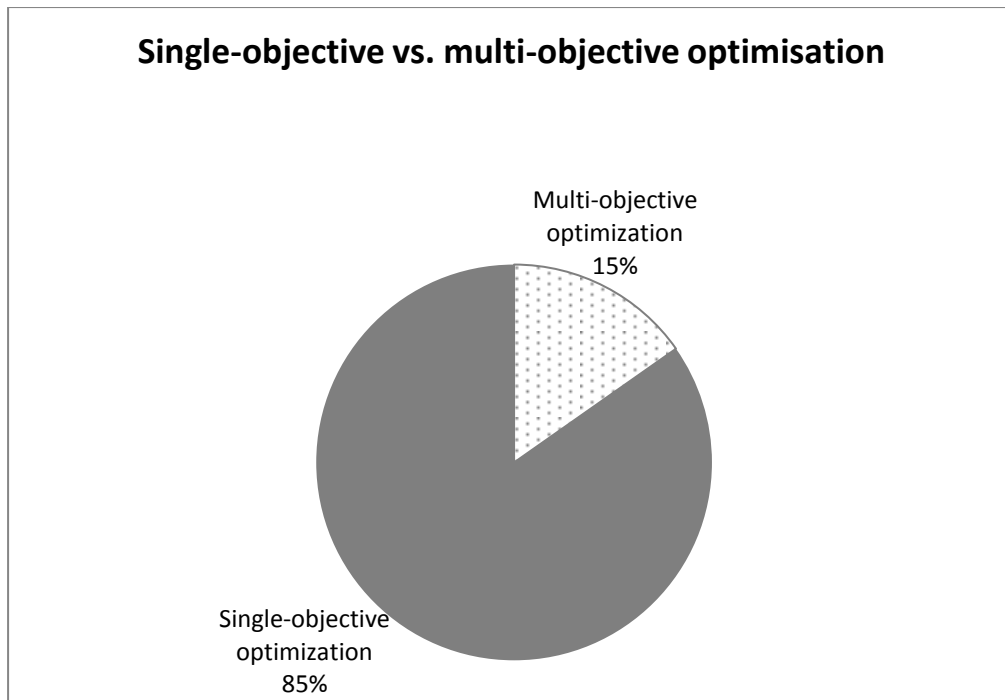 Single-objective vs. multi-objective optimisation
Multi-objective
optimization
15%
Single-objective
optimization
85%